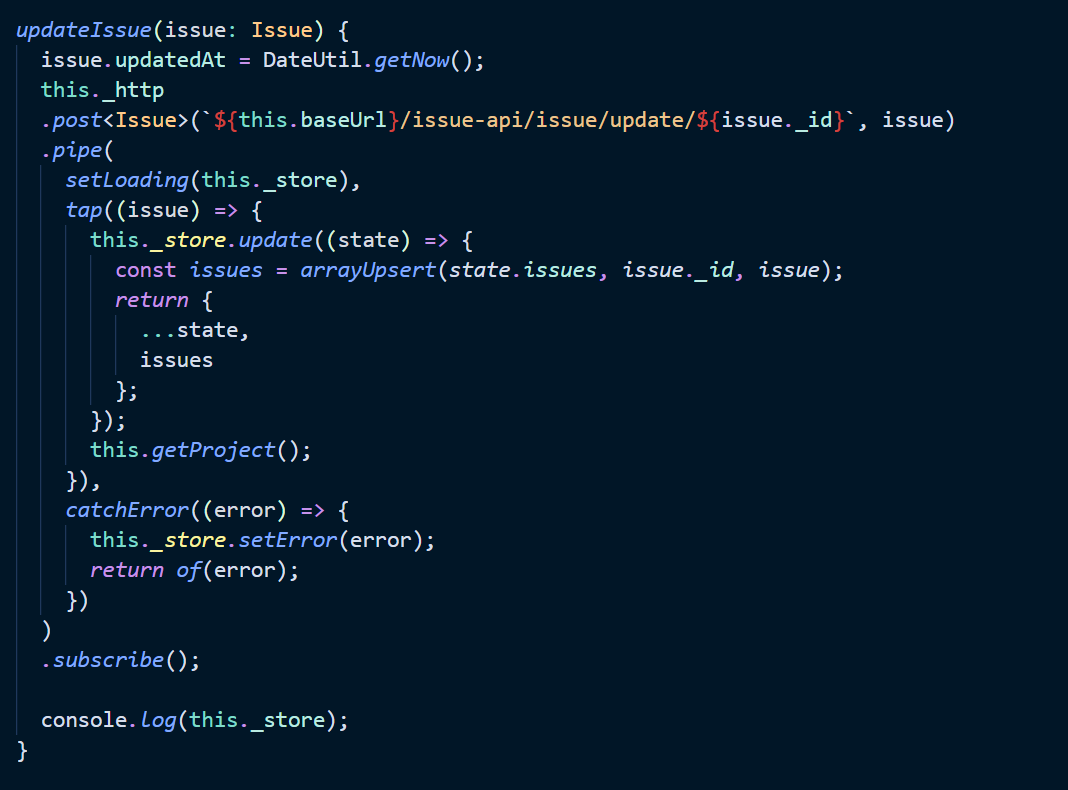 updateIssue(issue: Issue) {
  issue.updatedAt = DateUtil.getNow();
  this._http
  .post<Issue>(`${this.baseUrl}/issue-api/issue/update/${issue._id}`, issue)
  .pipe(
    setLoading(this._store),
    tap((issue) => {
      this._store.update((state) => {
        const issues = arrayUpsert(state.issues, issue._id, issue);
        return {
          ...state,
          issues
        };
      });
      this.getProject();
    }),
    catchError((error) => {
      this._store.setError(error);
      return of(error);
    })
  )
  .subscribe();

  console.log(this._store);
}